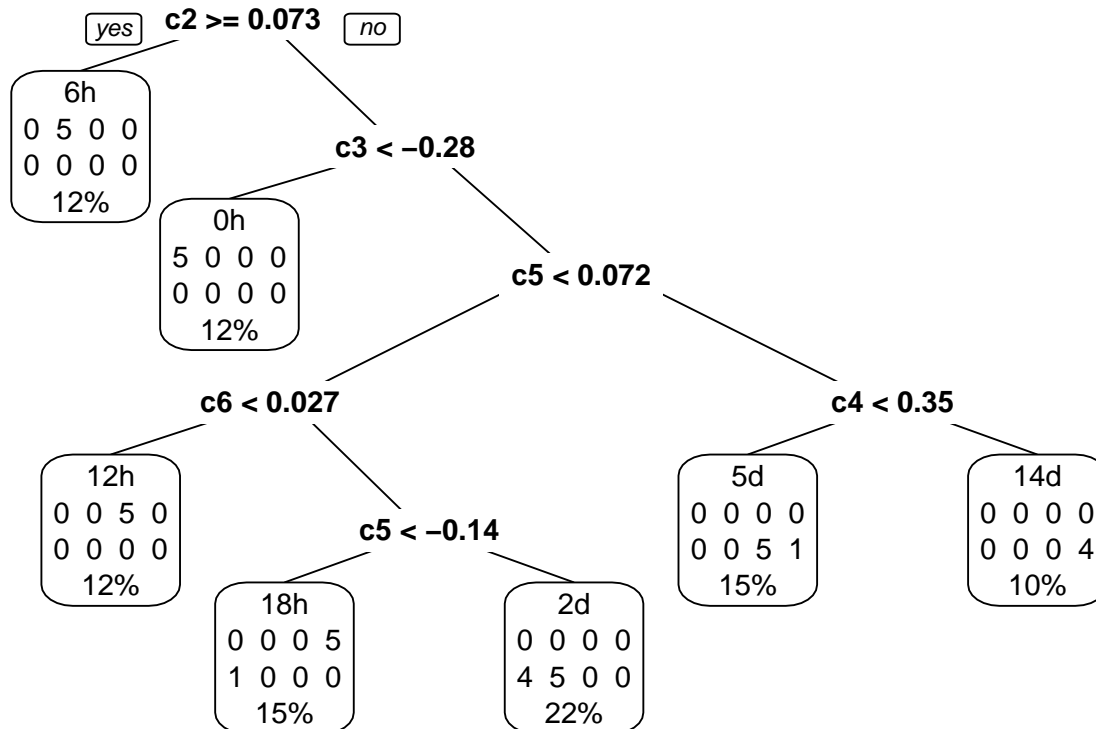 yes
c2 >= 0.073
no
6h
0 5 0 0
0 0 0 0
12%
c3 < −0.28
0h
5 0 0 0
0 0 0 0
12%
c5 < 0.072
c6 < 0.027
c4 < 0.35
12h
0 0 5 0
0 0 0 0
12%
c5 < −0.14
18h
0 0 0 5
1 0 0 0
15%
2d
0 0 0 0
4 5 0 0
22%
5d
0 0 0 0
0 0 5 1
15%
14d
0 0 0 0
0 0 0 4
10%